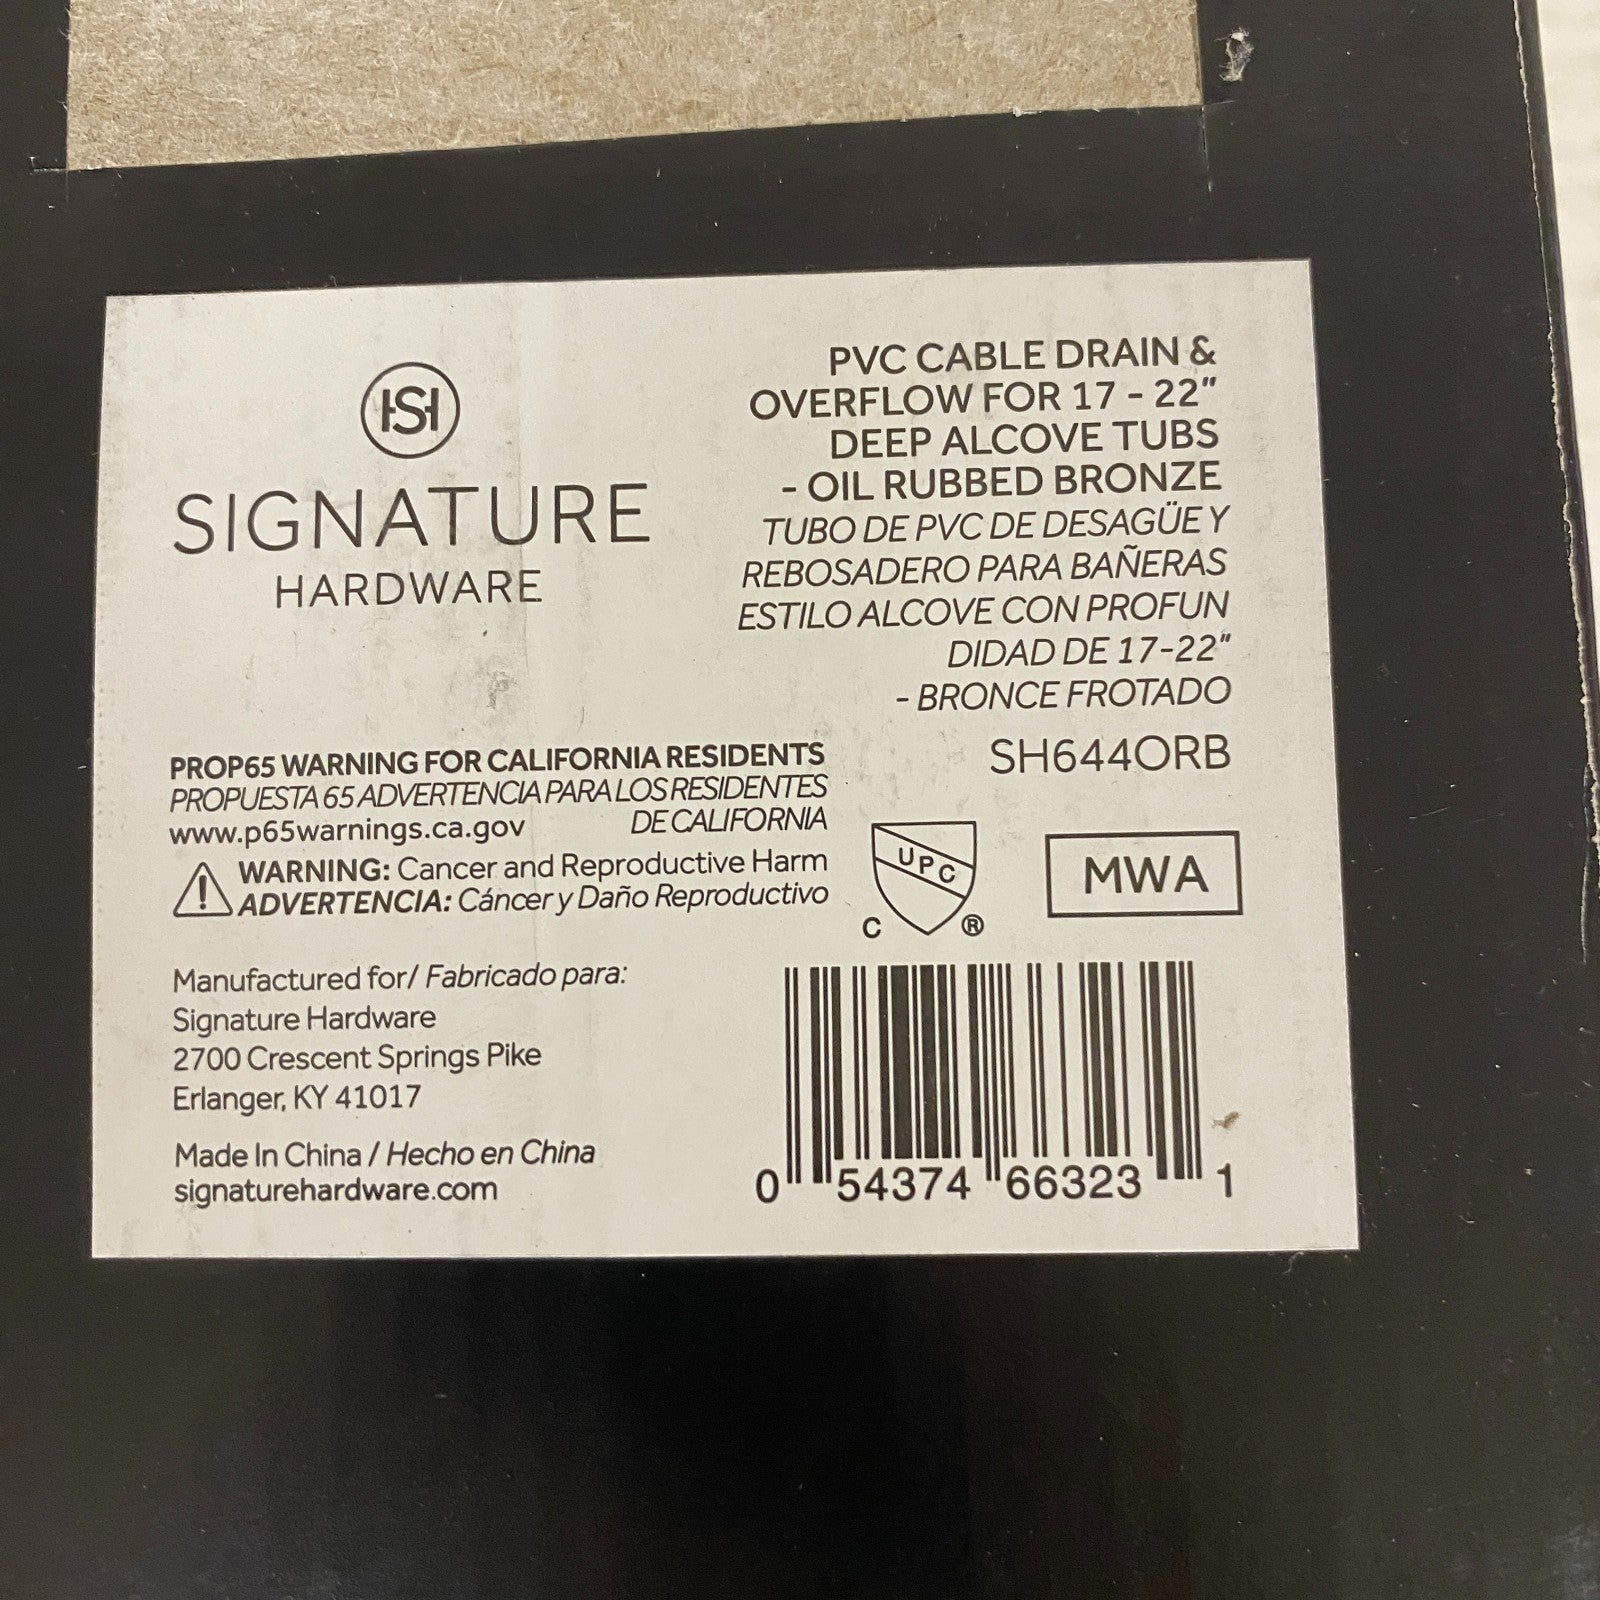 HSH
SIGNATURE
HARDWARE
PVC CABLE DRAIN &
OVERFLOW FOR 17 - 22"
DEEP ALCOVE TUBS
- OIL RUBBED BRONZE
TUBO DE PVC DE DESAGÜE Y
REBOSADERO PARA BAÑERAS
ESTILO ALCOVE CON PROFUN
DIDAD DE 17-22"
- BRONCE FROTADO
SH644ORB
PROP65 WARNING FOR CALIFORNIA RESIDENTS
PROPUESTA 65 ADVERTENCIA PARA LOS RESIDENTES
www.p65warnings.ca.gov DE CALIFORNIA
WARNING: Cancer and Reproductive Harm
ADVERTENCIA: Cáncer y Daño Reproductivo
UPC
C ®
MWA
Manufactured for/ Fabricado para:
Signature Hardware
2700 Crescent Springs Pike
Erlanger, KY 41017
Made In China / Hecho en China
signaturehardware.com
0 54374 66323 1